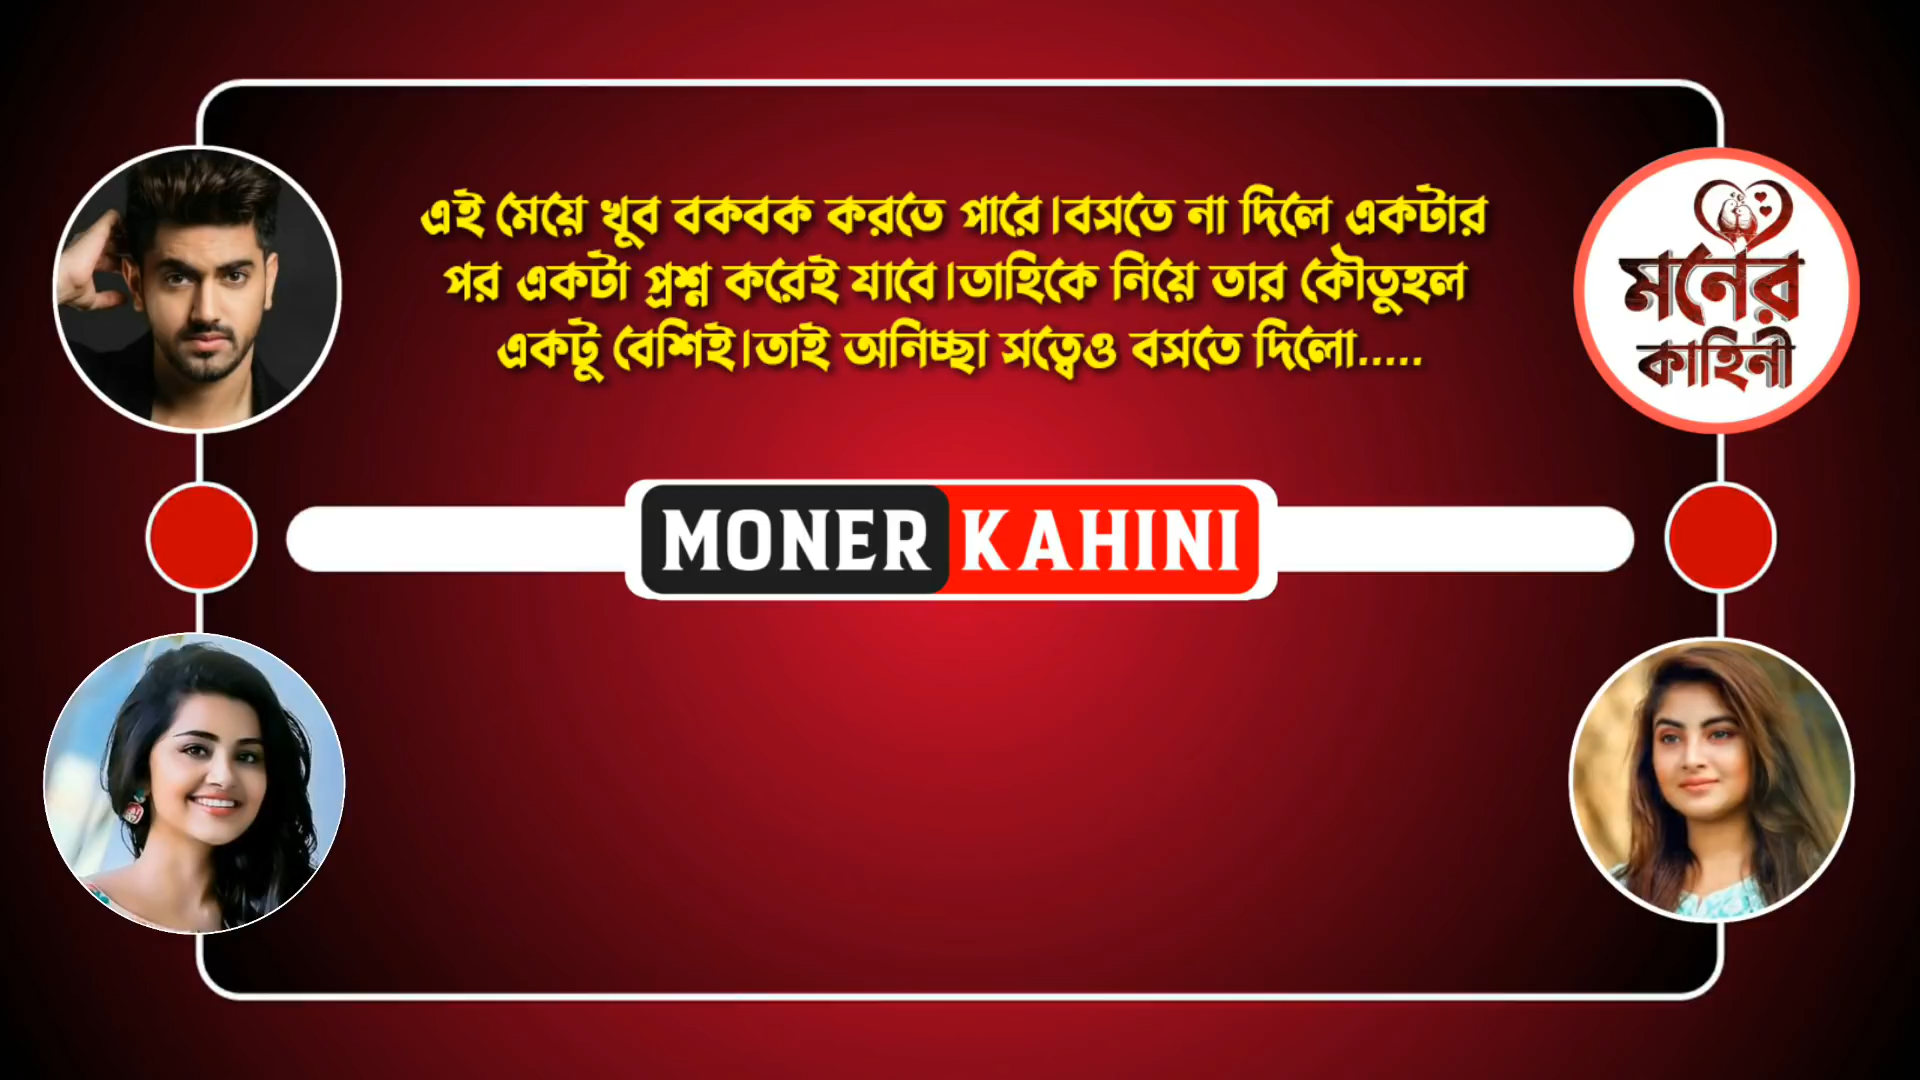 এই মেয়ে খুব বকবক করতে পারে।বসতে না দিলে একটার
পর একটা প্রশ্ন করেই যাবে।তাহিকে নিয়ে তার কৌতুহল
একটু বেশিই।তাই অনিচ্ছা সত্বেও বসতে দিলো.....
মনের
কাহিনী
MONER KAHINI